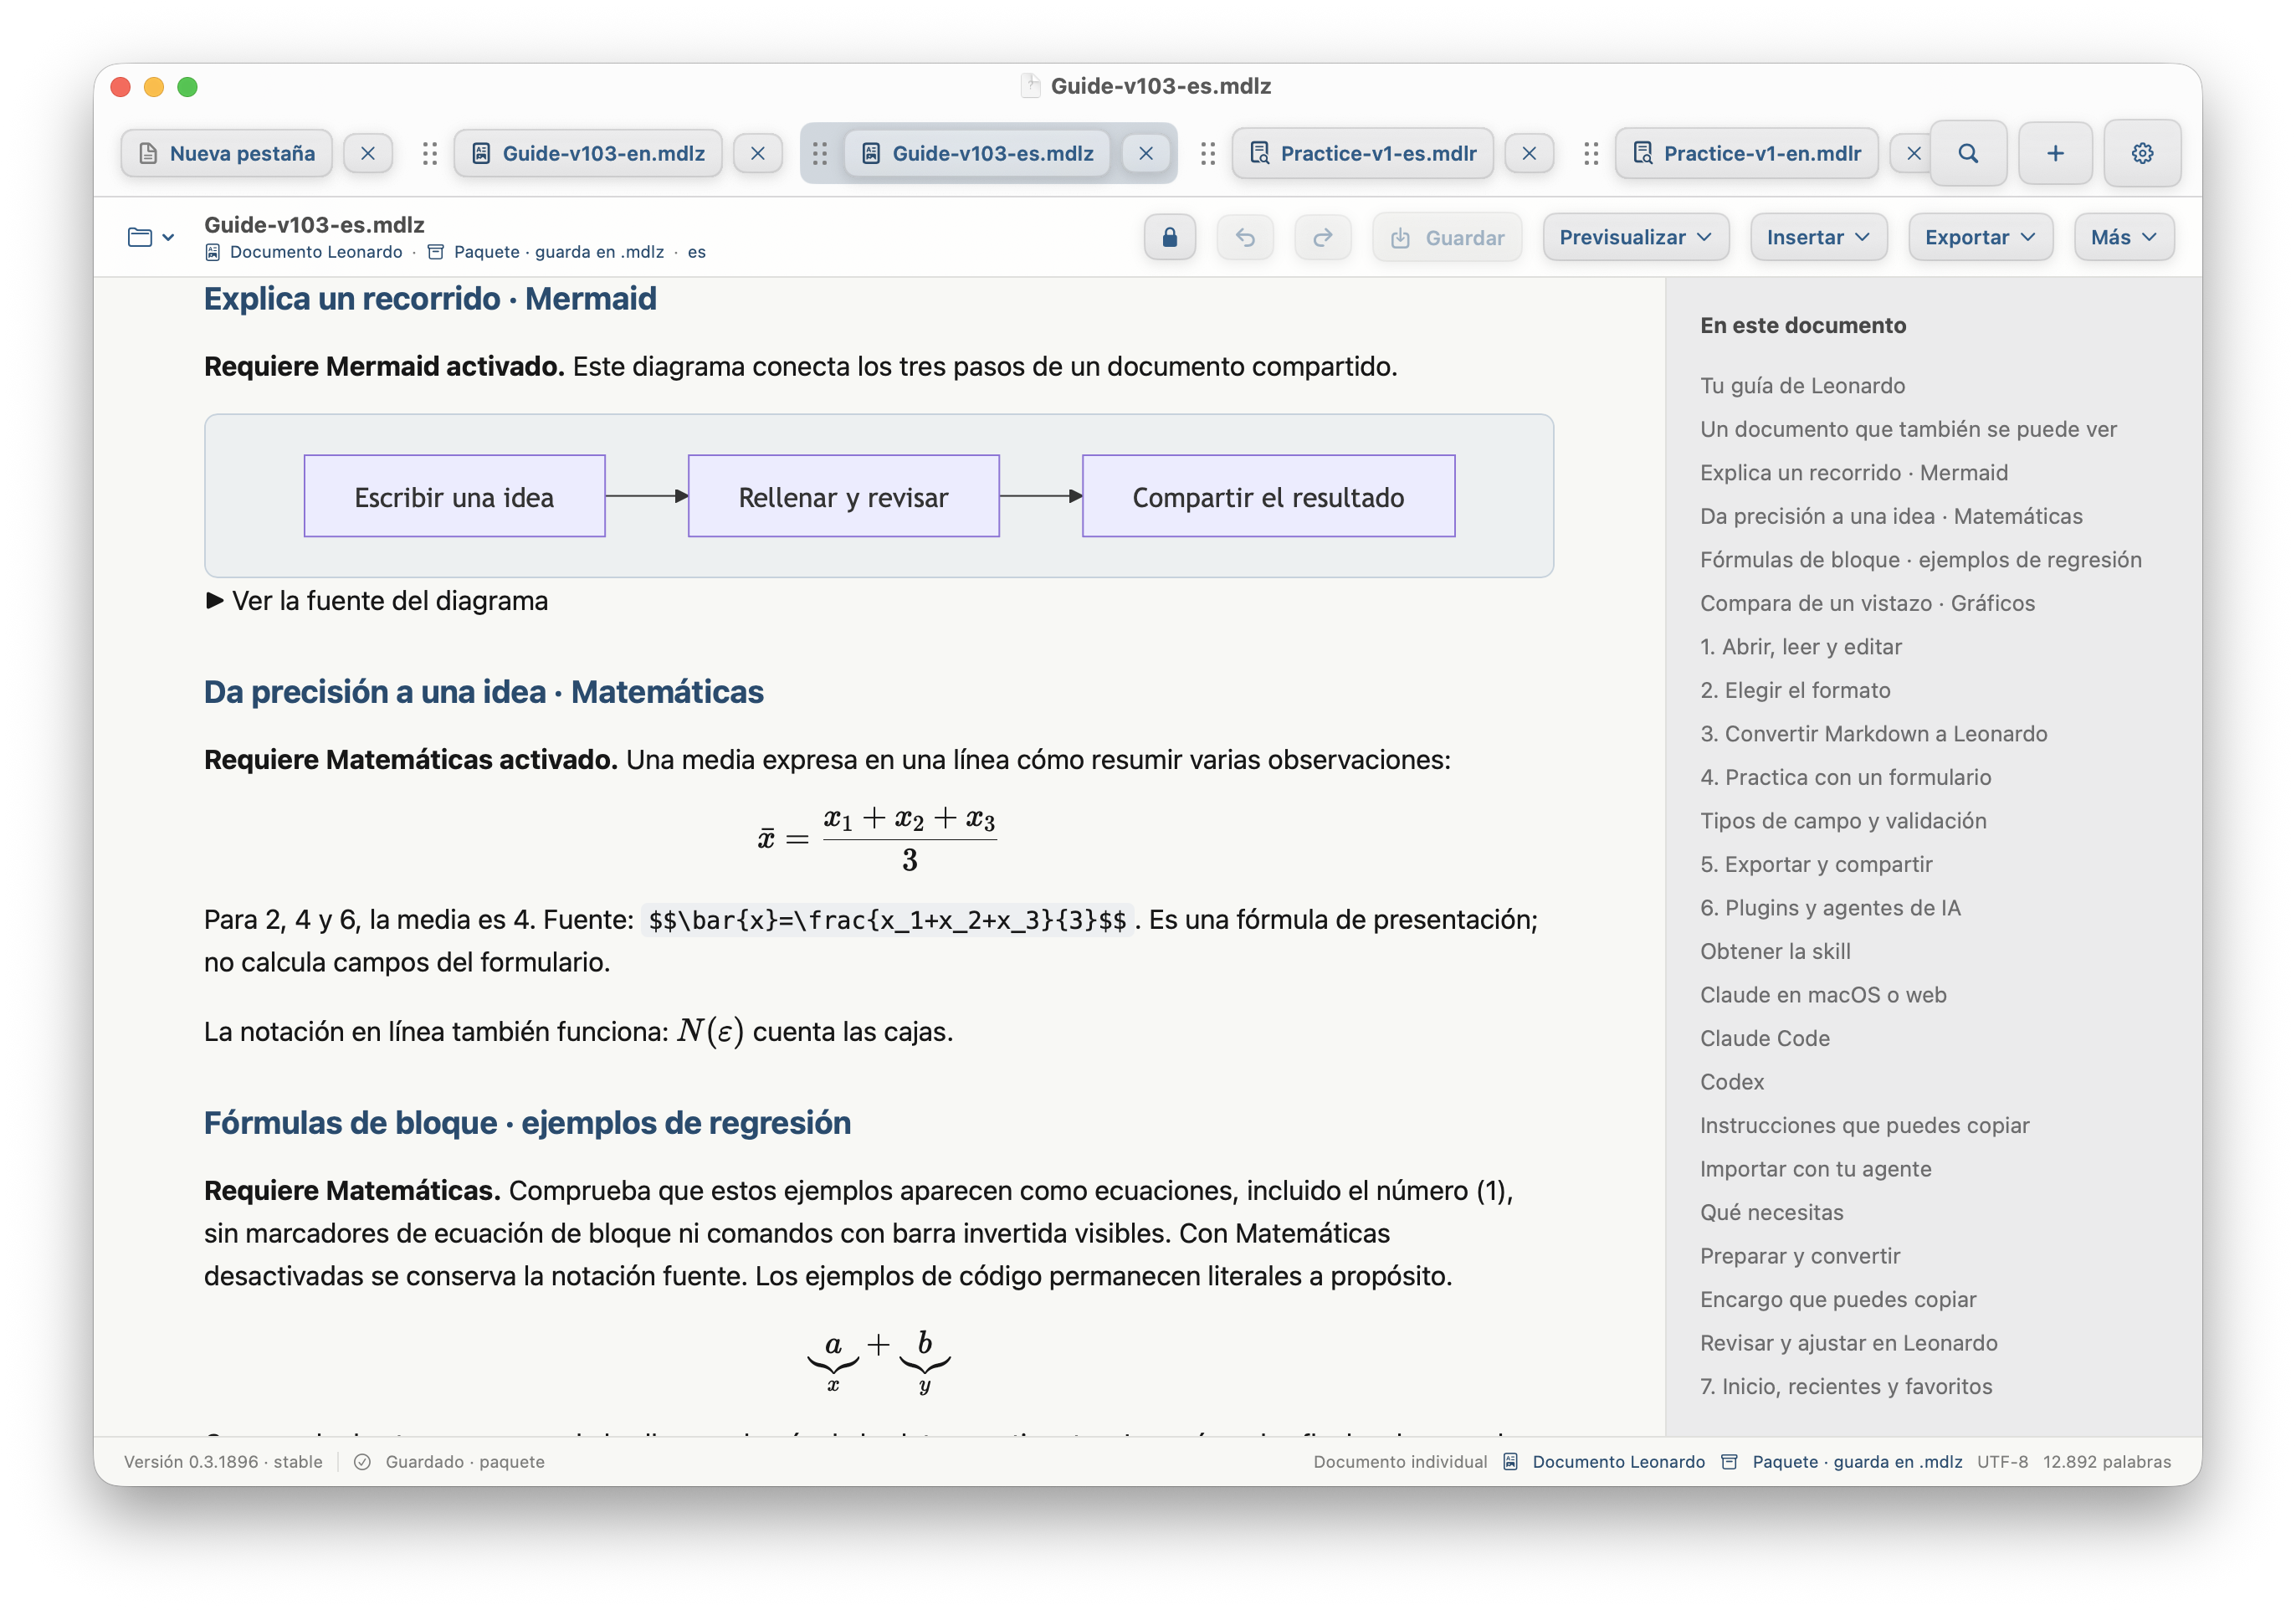 Guide-v103-es.mdlz
Nueva pestaña
Guide-v103-en.mdlz
Guide-v103-es.mdlz
Practice-v1-es.mdlr
Practice-v1-en.mdlr
Guide-v103-es.mdlz
Documento Leonardo · Paquete · guarda en .mdlz · es
Guardar
Previsualizar
Insertar
Exportar
Más
Explica un recorrido · Mermaid
Requiere Mermaid activado. Este diagrama conecta los tres pasos de un documento compartido.
Escribir una idea
Rellenar y revisar
Compartir el resultado
Ver la fuente del diagrama
Da precisión a una idea · Matemáticas
Requiere Matemáticas activado. Una media expresa en una línea cómo resumir varias observaciones:
x̄ = (x₁ + x₂ + x₃) / 3
Para 2, 4 y 6, la media es 4. Fuente: $$\bar{x}=\frac{x_1+x_2+x_3}{3}$$. Es una fórmula de presentación;
no calcula campos del formulario.
La notación en línea también funciona: N(ε) cuenta las cajas.
Fórmulas de bloque · ejemplos de regresión
Requiere Matemáticas. Comprueba que estos ejemplos aparecen como ecuaciones, incluido el número (1),
sin marcadores de ecuación de bloque ni comandos con barra invertida visibles. Con Matemáticas
desactivadas se conserva la notación fuente. Los ejemplos de código permanecen literales a propósito.
a + b
x y
En este documento
Tu guía de Leonardo
Un documento que también se puede ver
Explica un recorrido · Mermaid
Da precisión a una idea · Matemáticas
Fórmulas de bloque · ejemplos de regresión
Compara de un vistazo · Gráficos
1. Abrir, leer y editar
2. Elegir el formato
3. Convertir Markdown a Leonardo
4. Practica con un formulario
Tipos de campo y validación
5. Exportar y compartir
6. Plugins y agentes de IA
Obtener la skill
Claude en macOS o web
Claude Code
Codex
Instrucciones que puedes copiar
Importar con tu agente
Qué necesitas
Preparar y convertir
Encargo que puedes copiar
Revisar y ajustar en Leonardo
7. Inicio, recientes y favoritos
Versión 0.3.1896 · stable
Guardado · paquete
Documento individual
Documento Leonardo
Paquete · guarda en .mdlz
UTF-8
12.892 palabras